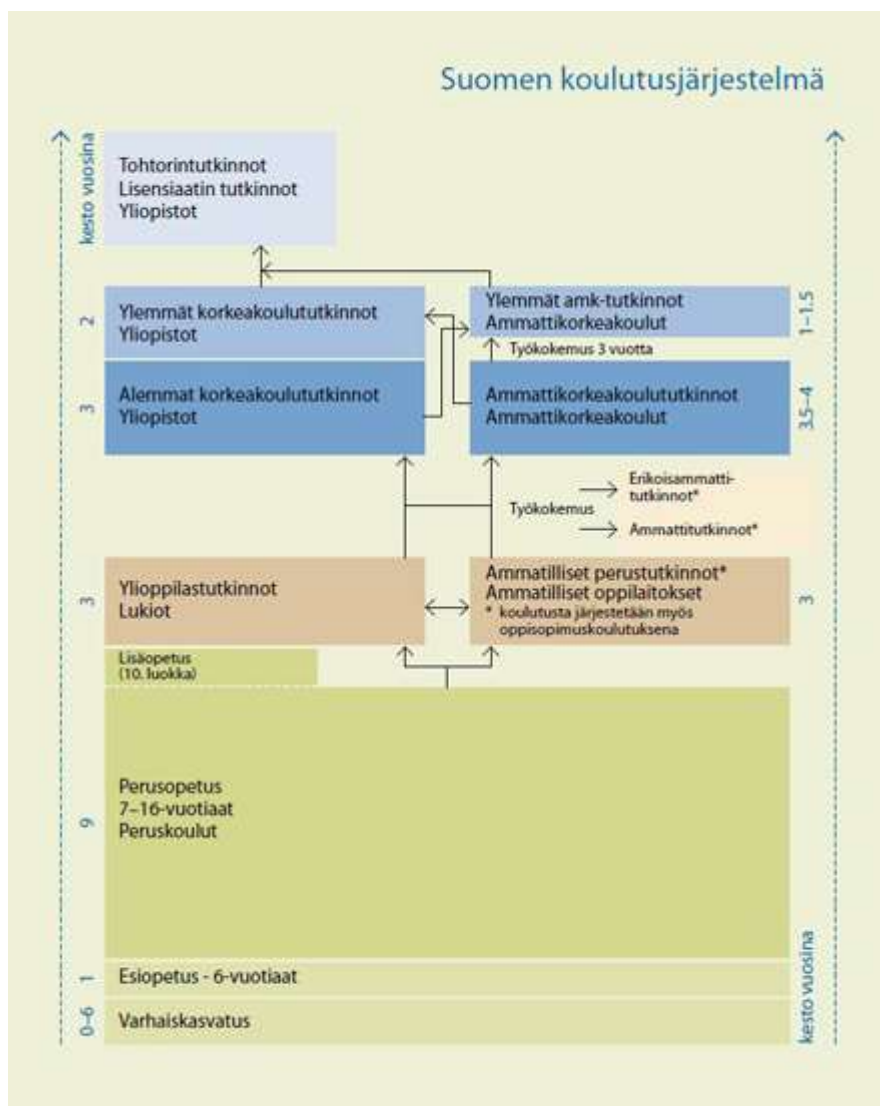 Suomen koulutusjärjestelmä
kesto vuosina
Tohtorintutkinnot
Lisensiaatin tutkinnot
Yliopistot
2
Ylemmät korkeakoulututkinnot
Yliopistot
Ylemmät amk-tutkinnot
Ammattikorkeakoulut
1–1.5
Työkokemus 3 vuotta
3
Alemmat korkeakoulututkinnot
Yliopistot
Ammattikorkeakoulututkinnot
Ammattikorkeakoulut
3.5–4
Työkokemus
Erikoisammatti-
tutkinnot*
Ammattitutkinnot*
3
Ylioppilastutkinnot
Lukiot
Ammatilliset perustutkinnot*
Ammatilliset oppilaitokset
* koulutusta järjestetään myös
oppisopimuskoulutuksena
3
Lisäopetus
(10. luokka)
9
Perusopetus
7–16-vuotiaat
Peruskoulut
1
Esiopetus - 6-vuotiaat
0–6
Varhaiskasvatus
kesto vuosina